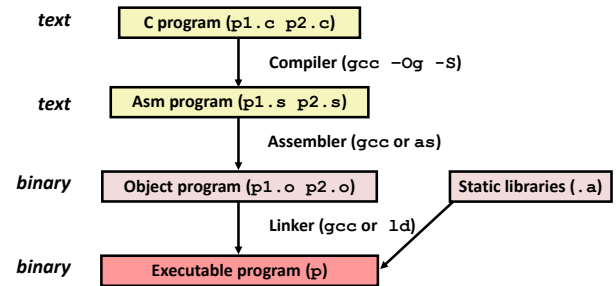 text
C program (p1.c p2.c)
Compiler (gcc –Og -S)
text
Asm program (p1.s p2.s)
Assembler (gcc or as)
binary
Object program (p1.o p2.o)
Static libraries (.a)
Linker (gcc or ld)
binary
Executable program (p)